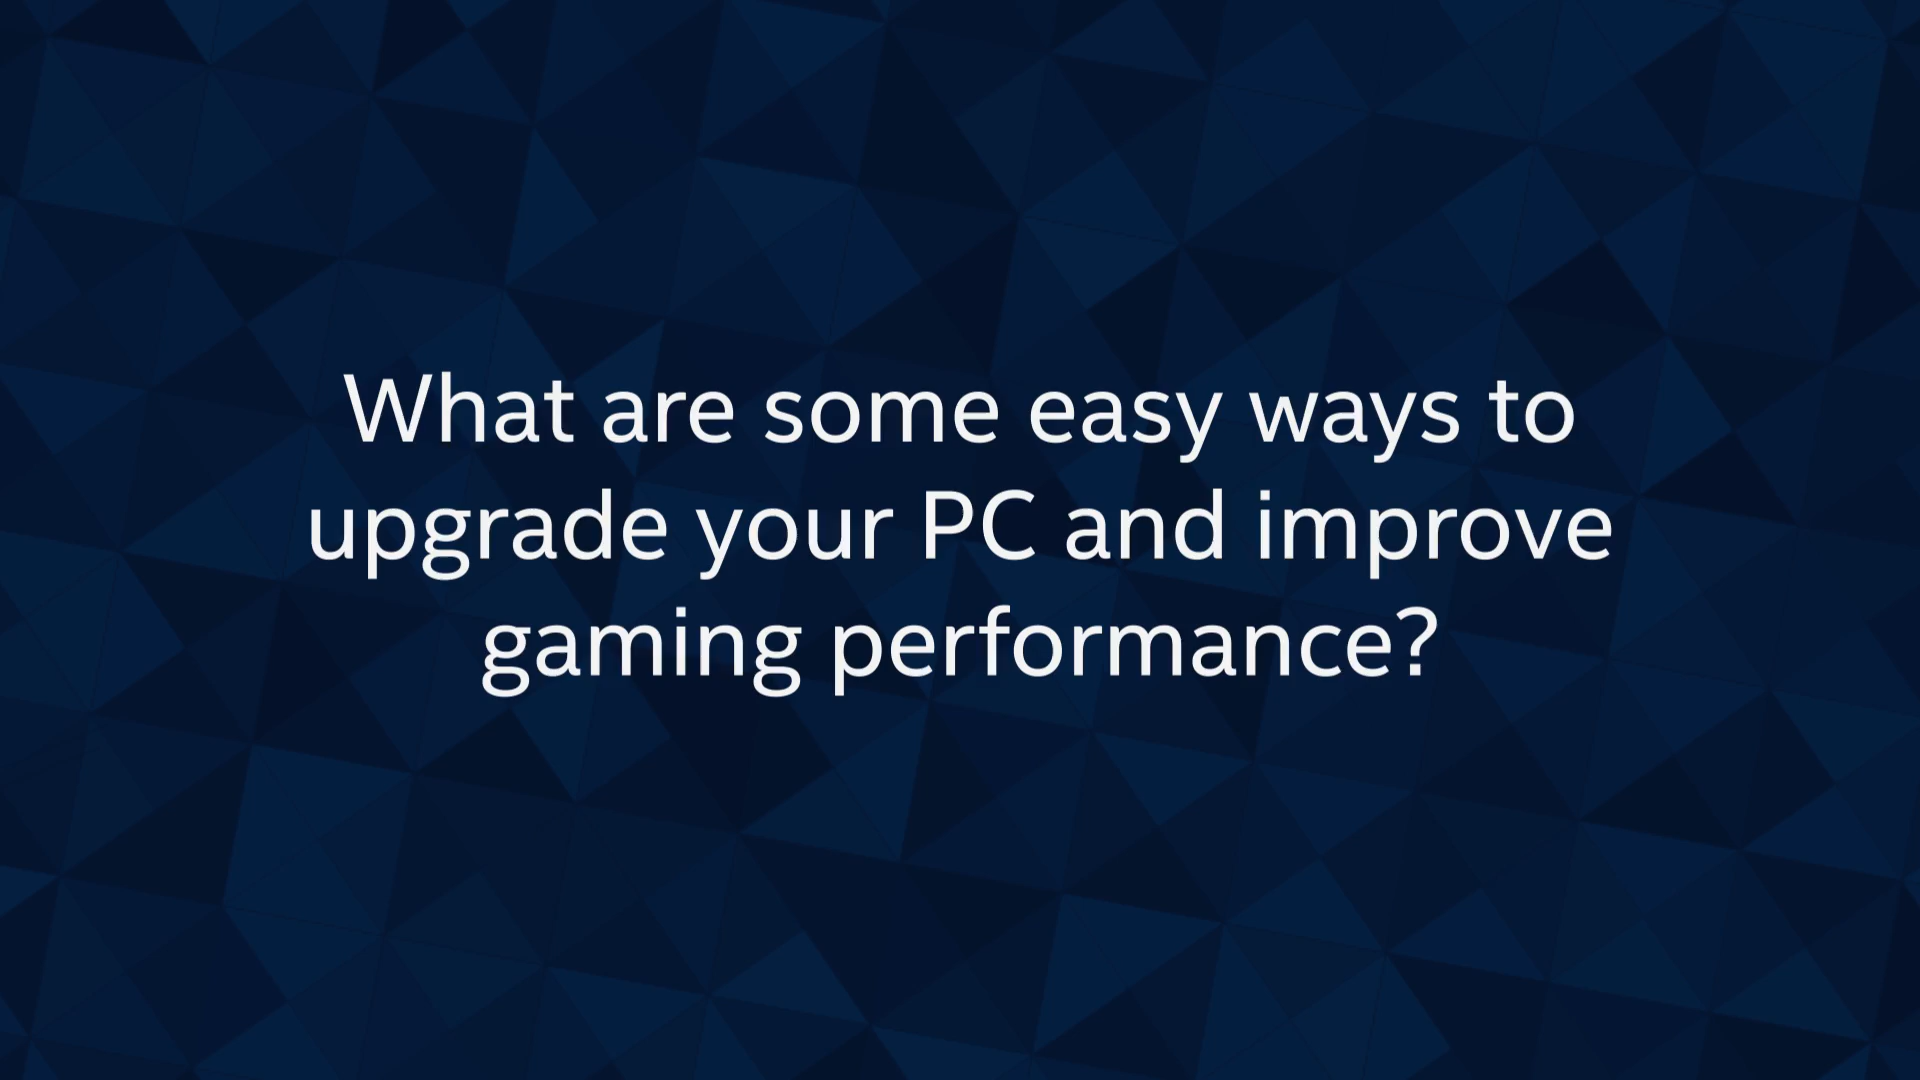 What are some easy ways to
upgrade your PC and improve
gaming performance?